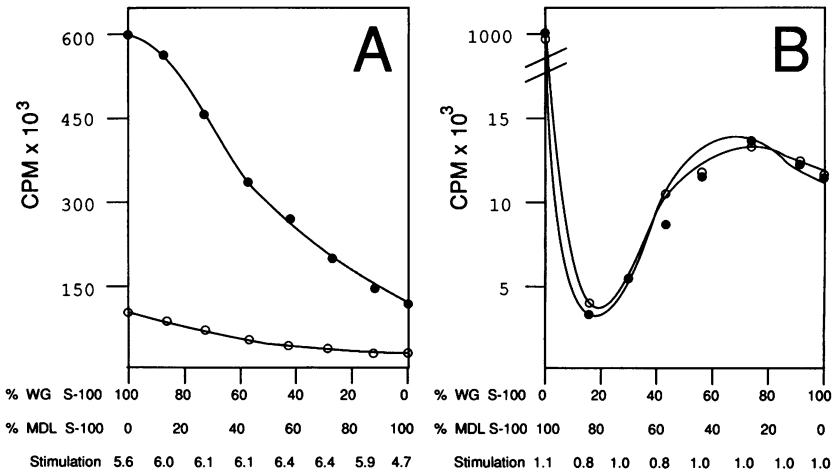 A
B
CPM x 10³
600
450
300
150
CPM x 10³
1000
15
10
5
% WG S-100 100 80 60 40 20 0
% MDL S-100 0 20 40 60 80 100
Stimulation 5.6 6.0 6.1 6.1 6.4 6.4 5.9 4.7
% WG S-100 0 20 40 60 80 100
% MDL S-100 100 80 60 40 20 0
Stimulation 1.1 0.8 1.0 0.8 1.0 1.0 1.0 1.0